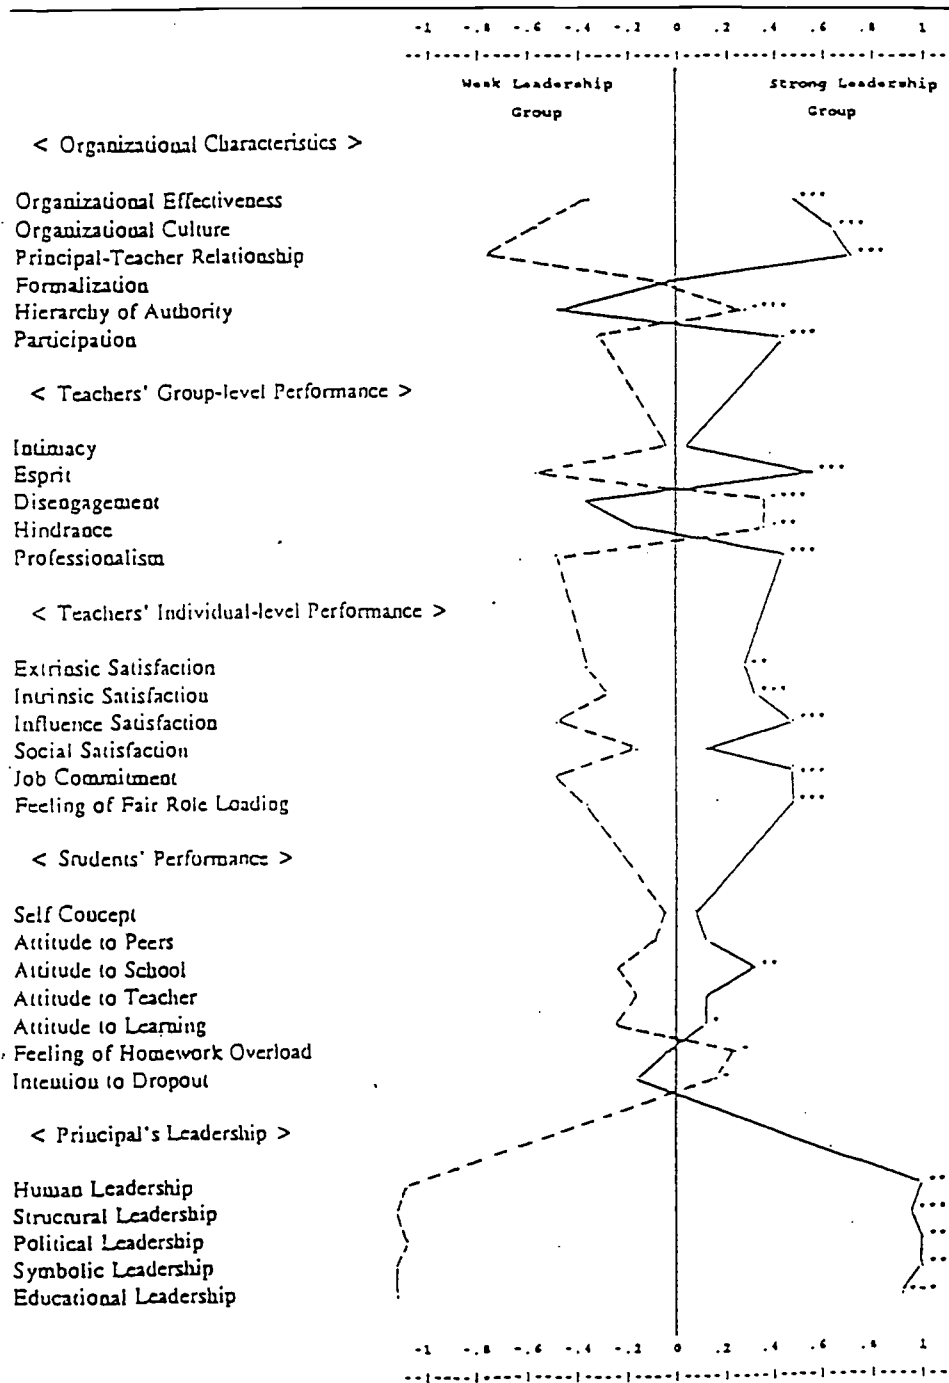 -1 -.8 -.6 -.4 -.2 0 .2 .4 .6 .8 1
Weak Leadership Strong Leadership
Group Group
< Organizational Characteristics >
Organizational Effectiveness ...
Organizational Culture ...
Principal-Teacher Relationship ...
Formalization
Hierarchy of Authority ...
Participation ...
< Teachers' Group-level Performance >
Intimacy
Esprit ...
Disengagement ...
Hindrance ...
Professionalism ...
< Teachers' Individual-level Performance >
Extrinsic Satisfaction ..
Intrinsic Satisfaction ...
Influence Satisfaction ...
Social Satisfaction
Job Commitment ...
Feeling of Fair Role Loading ...
< Students' Performance >
Self Concept
Attitude to Peers
Attitude to School ..
Attitude to Teacher
Attitude to Learning .
Feeling of Homework Overload .
Intention to Dropout .
< Principal's Leadership >
Human Leadership ..
Structural Leadership ...
Political Leadership ..
Symbolic Leadership ..
Educational Leadership ...
-1 -.8 -.6 -.4 -.2 0 .2 .4 .6 .8 1